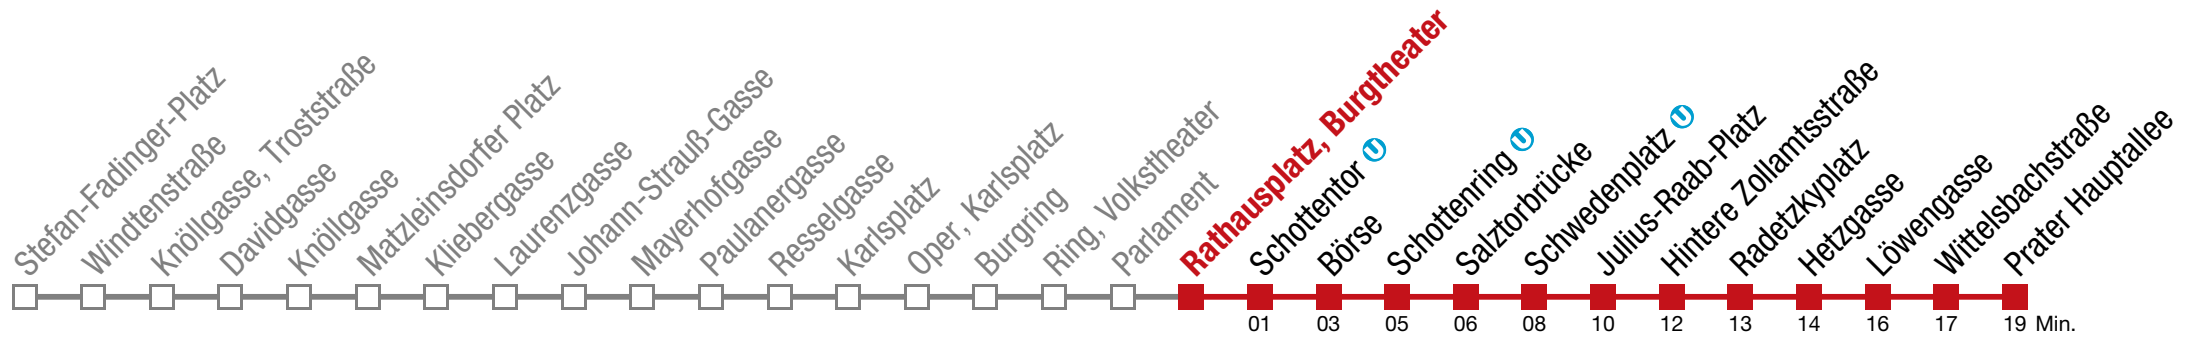 Stefan-Fadinger-Platz
Windtenstraße
Knöllgasse, Troststraße
Davidgasse
Knöllgasse
Matzleinsdorfer Platz
Kliebergasse
Laurenzgasse
Johann-Strauß-Gasse
Mayerhofgasse
Paulanergasse
Resselgasse
Karlsplatz
Oper, Karlsplatz
Burgring
Ring, Volkstheater
Parlament
Rathausplatz, Burgtheater
Schottentor U
Börse
Schottenring U
Salztorbrücke
Schwedenplatz U
Julius-Raab-Platz
Hintere Zollamtsstraße
Radetzkyplatz
Hetzgasse
Löwengasse
Wittelsbachstraße
Prater Hauptallee
01 03 05 06 08 10 12 13 14 16 17 19 Min.